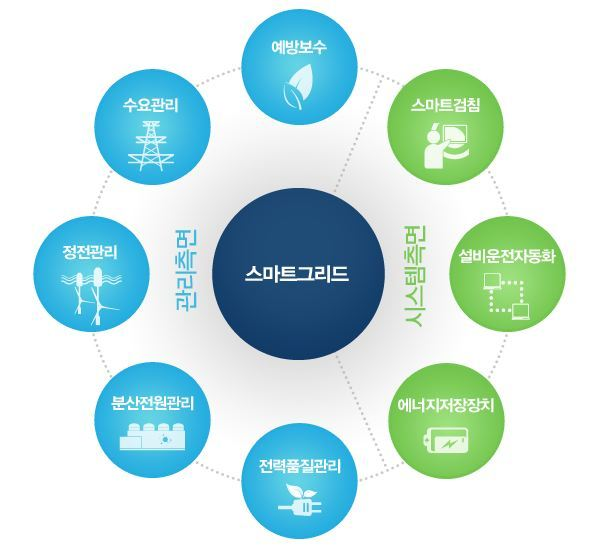 예방보수
수요관리
스마트검침
정전관리
관리측면
스마트그리드
시스템측면
설비운전자동화
분산전원관리
에너지저장장치
전력품질관리